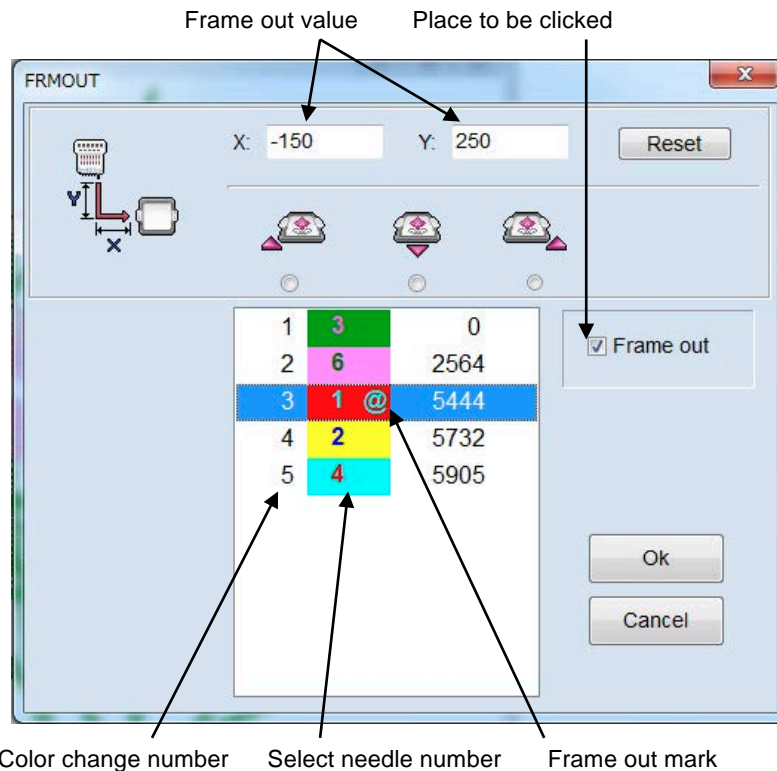 Frame out value Place to be clicked
FRMOUT
X: -150 Y: 250 Reset
Y
X
1 3 0
2 6 2564
3 1 @ 5444
4 2 5732
5 4 5905
Frame out
Ok
Cancel
Color change number Select needle number Frame out mark